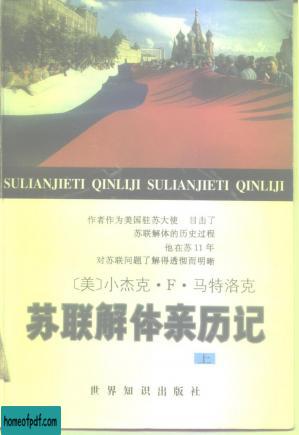 SULIANJIETI QINLIJI SULIANJIETI QINLIJI
作者作为美国驻苏大使 目击了
苏联解体的历史过程
他在苏11年
对苏联问题了解得透彻而明晰
〔美〕小杰克·F·马特洛克
苏联解体亲历记
上
世界知识出版社
homeofpdf.com